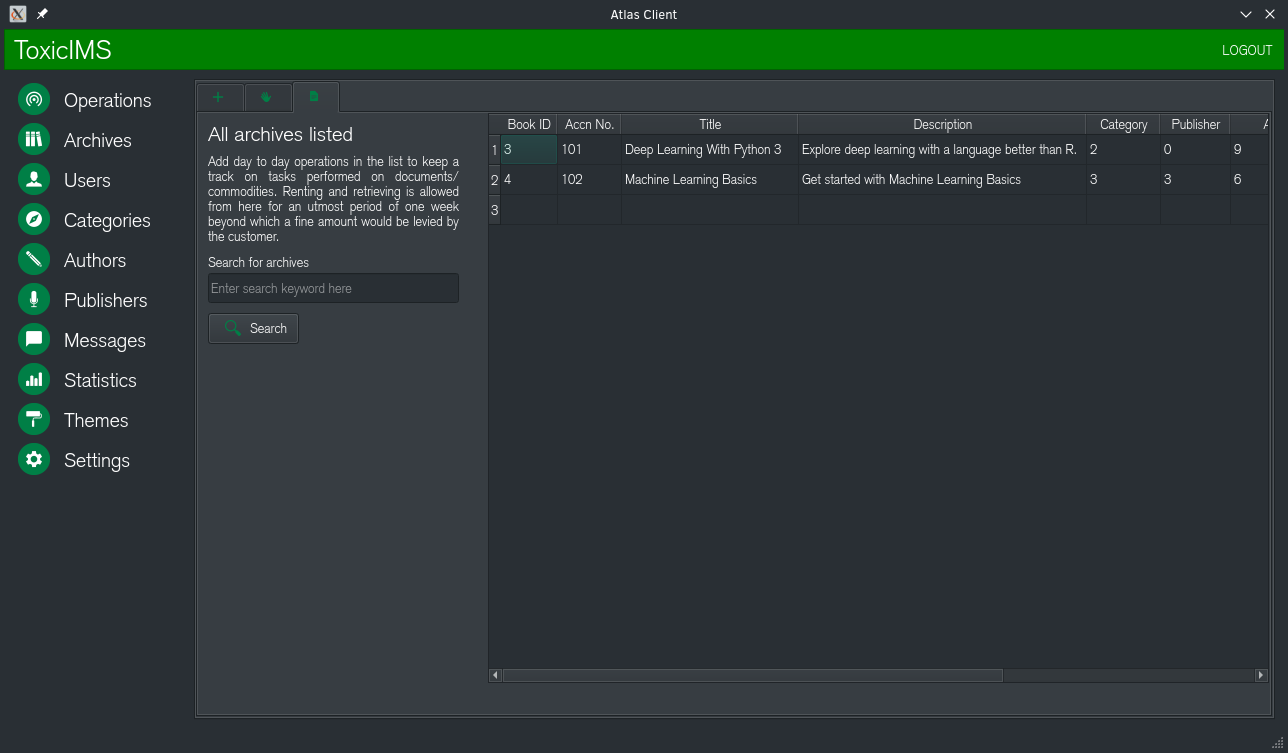 Atlas Client
ToxicIMS
LOGOUT
Operations
Archives
Users
Categories
Authors
Publishers
Messages
Statistics
Themes
Settings
All archives listed
Add day to day operations in the list to keep a
track on tasks performed on documents/
commodities. Renting and retrieving is allowed
from here for an utmost period of one week
beyond which a fine amount would be levied by
the customer.
Search for archives
Enter search keyword here
Search
Book ID Accn No. Title Description Category Publisher
1 3 101 Deep Learning With Python 3 Explore deep learning with a language better than R. 2 0 9
2 4 102 Machine Learning Basics Get started with Machine Learning Basics 3 3 6
3